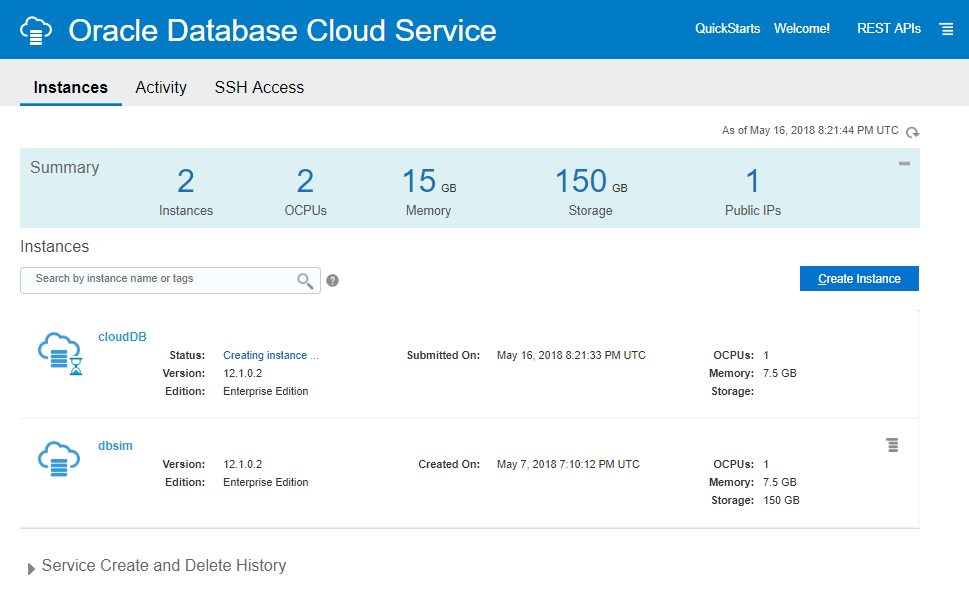 Oracle Database Cloud Service
QuickStarts Welcome! REST APIs
Instances Activity SSH Access
As of May 16, 2018 8:21:44 PM UTC
Summary
2 2 15 GB 150 GB 1
Instances OCPUs Memory Storage Public IPs
Instances
Search by instance name or tags ?
Create Instance
cloudDB
Status: Creating instance ... Submitted On: May 16, 2018 8:21:33 PM UTC OCPUs: 1
Version: 12.1.0.2 Memory: 7.5 GB
Edition: Enterprise Edition Storage:
dbsim
Version: 12.1.0.2 Created On: May 7, 2018 7:10:12 PM UTC OCPUs: 1
Edition: Enterprise Edition Memory: 7.5 GB
Storage: 150 GB
Service Create and Delete History